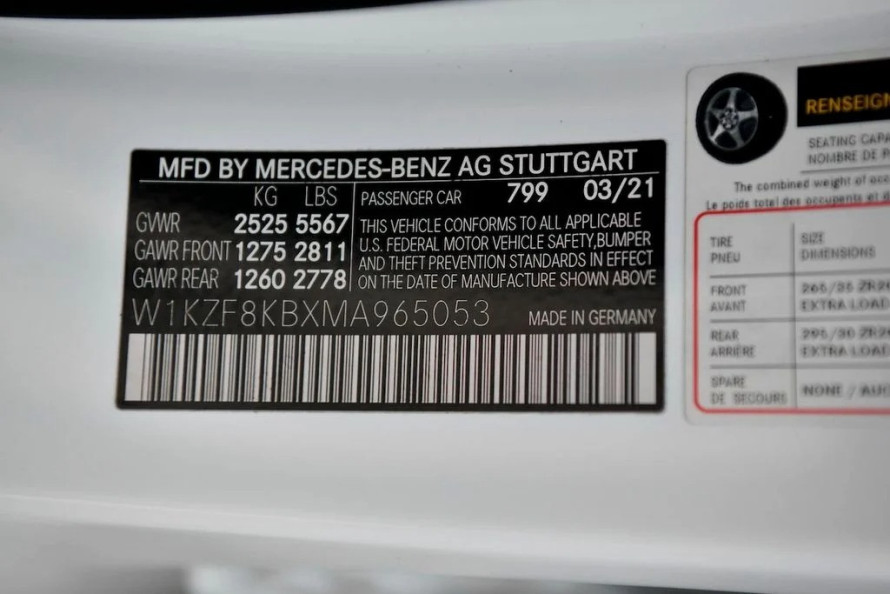 MFD BY MERCEDES-BENZ AG STUTTGART
KG LBS
GVWR 2525 5567
GAWR FRONT 1275 2811
GAWR REAR 1260 2778
PASSENGER CAR 799 03/21
THIS VEHICLE CONFORMS TO ALL APPLICABLE
U.S. FEDERAL MOTOR VEHICLE SAFETY,BUMPER
AND THEFT PREVENTION STANDARDS IN EFFECT
ON THE DATE OF MANUFACTURE SHOWN ABOVE
W1KZF8KBXMA965053 MADE IN GERMANY
RENSEIGN
SEATING CAPA
NOMBRE DE P
The combined weight of occ
Le poids total des occupants et d
TIRE SIZE
PNEU DIMENSIONS
FRONT
AVANT EXTRA LOAD
REAR
ARRIÈRE EXTRA LOAD
SPARE
DE SECOURS
NONE /